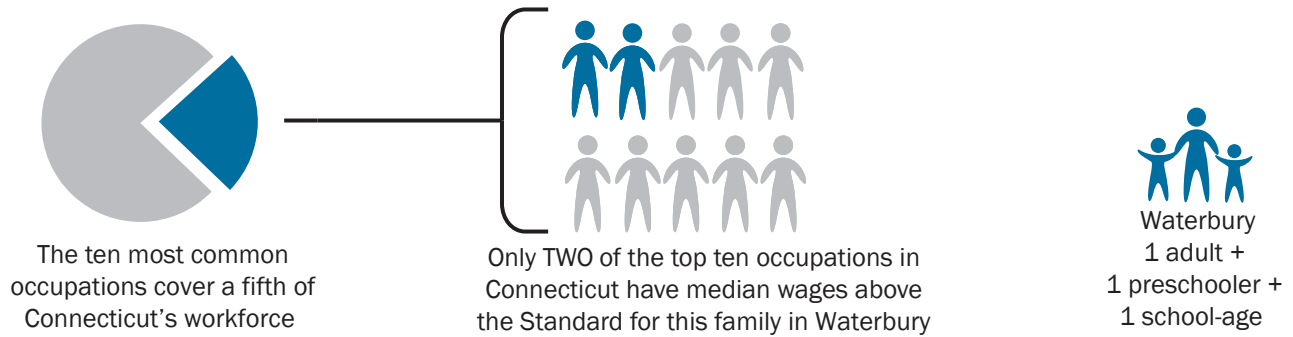 The ten most common
occupations cover a fifth of
Connecticut's workforce
Only TWO of the top ten occupations in
Connecticut have median wages above
the Standard for this family in Waterbury
Waterbury
1 adult +
1 preschooler +
1 school-age